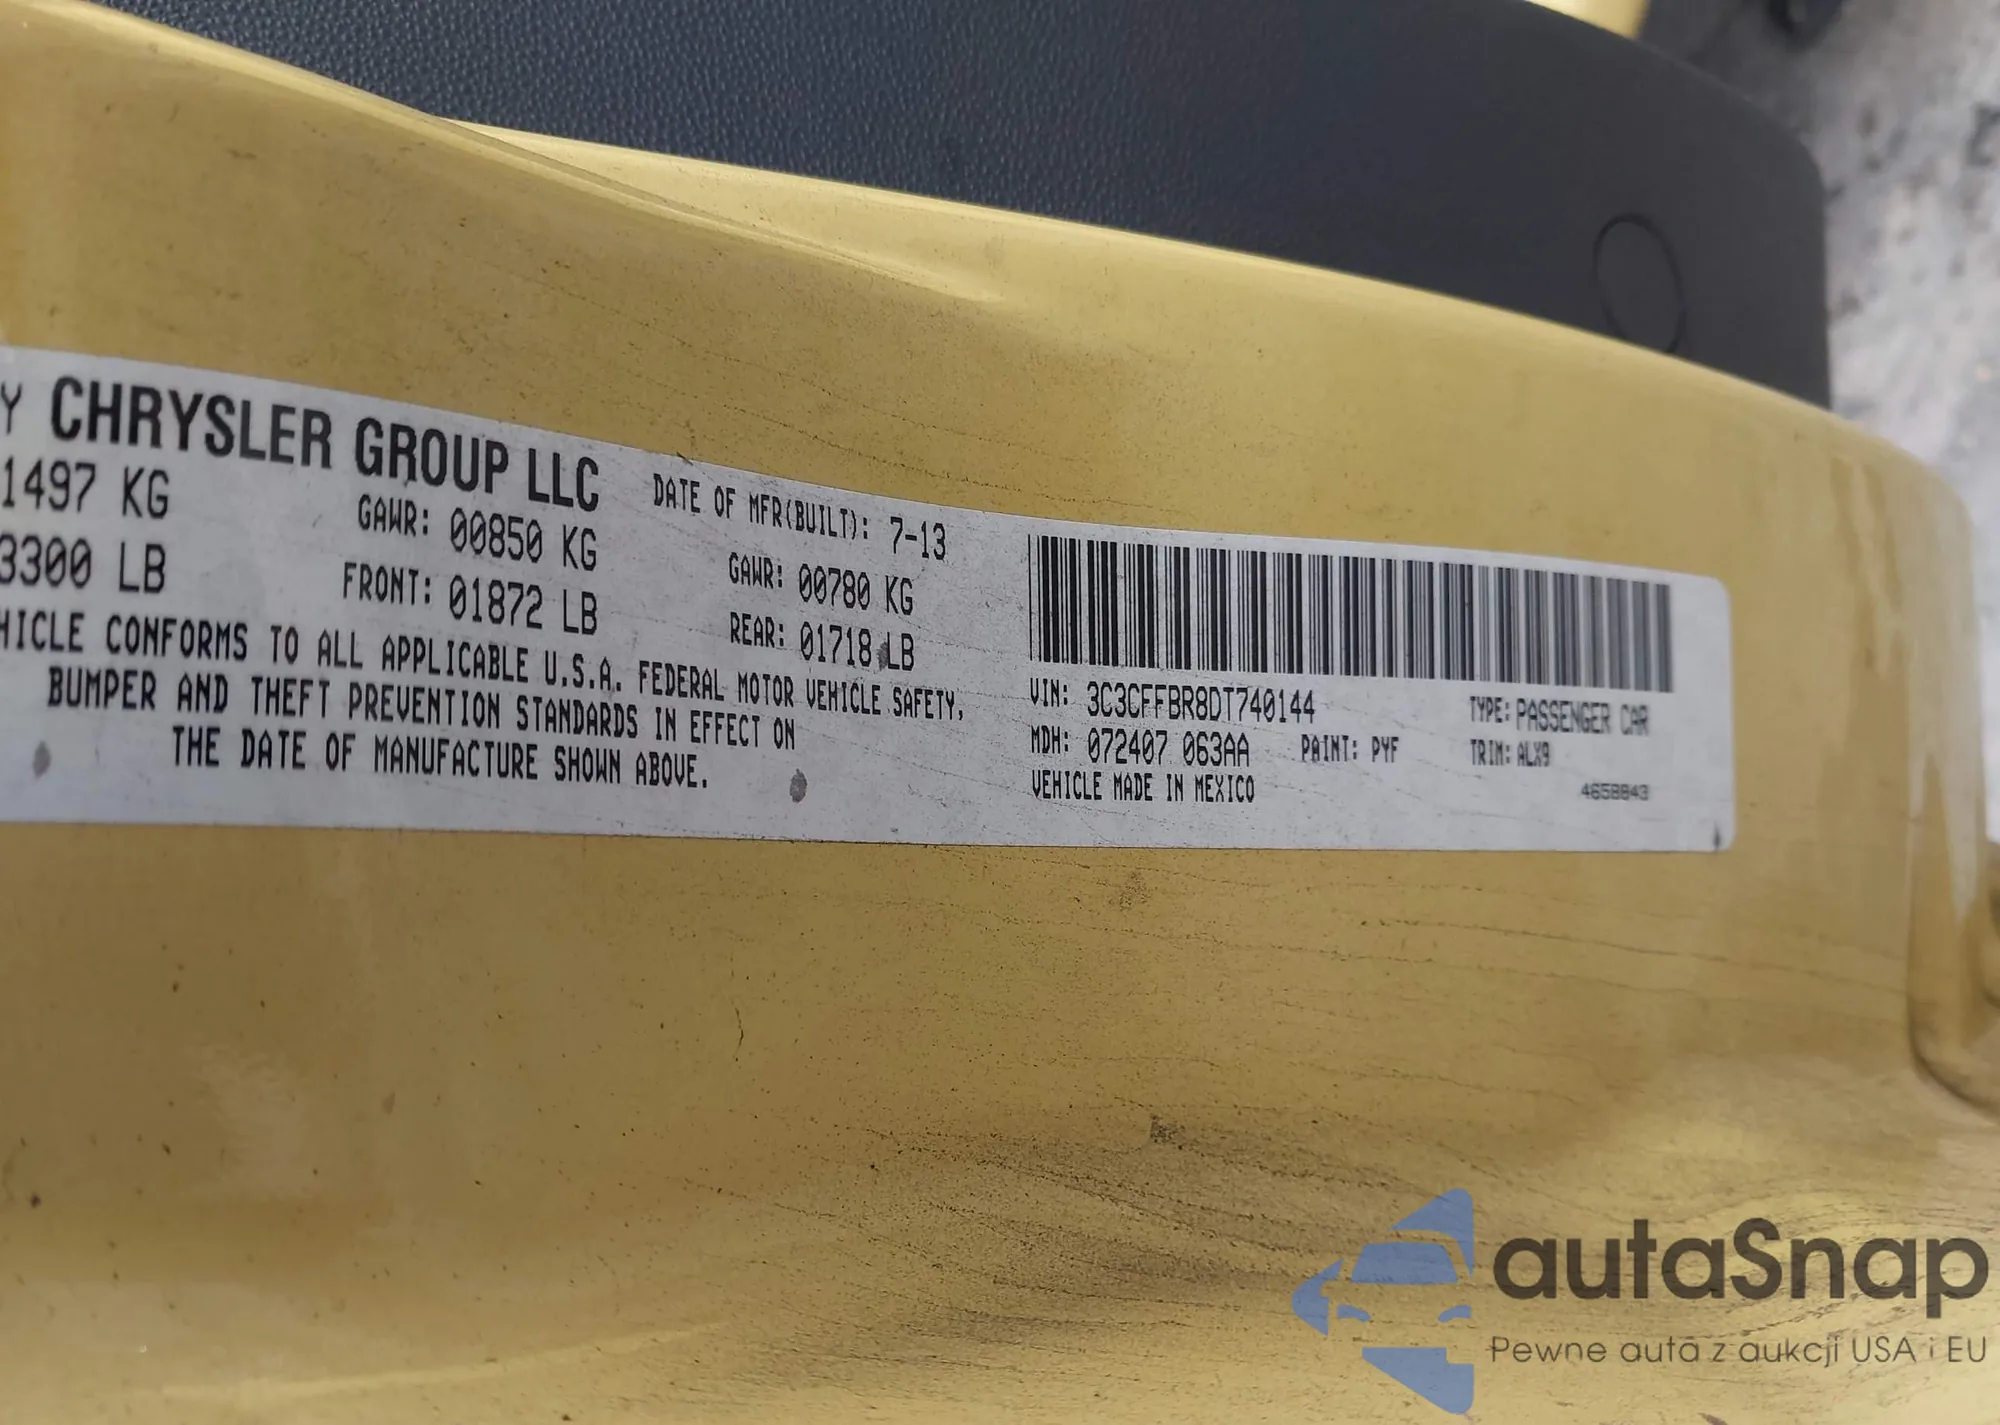 Y CHRYSLER GROUP LLC
DATE OF MFR(BUILT): 7-13
1497 KG
GAWR: 00850 KG
GAWR: 00780 KG
3300 LB
FRONT: 01872 LB
REAR: 01718 LB
HICLE CONFORMS TO ALL APPLICABLE U.S.A. FEDERAL MOTOR VEHICLE SAFETY,
BUMPER AND THEFT PREVENTION STANDARDS IN EFFECT ON
THE DATE OF MANUFACTURE SHOWN ABOVE.
VIN: 3C3CFFBR8DT740144
TYPE: PASSENGER CAR
MDH: 072407 063AA
PAINT: PYF
TRIM: ALX9
VEHICLE MADE IN MEXICO
4658843
autaSnap
Pewne auta z aukcji USA i EU